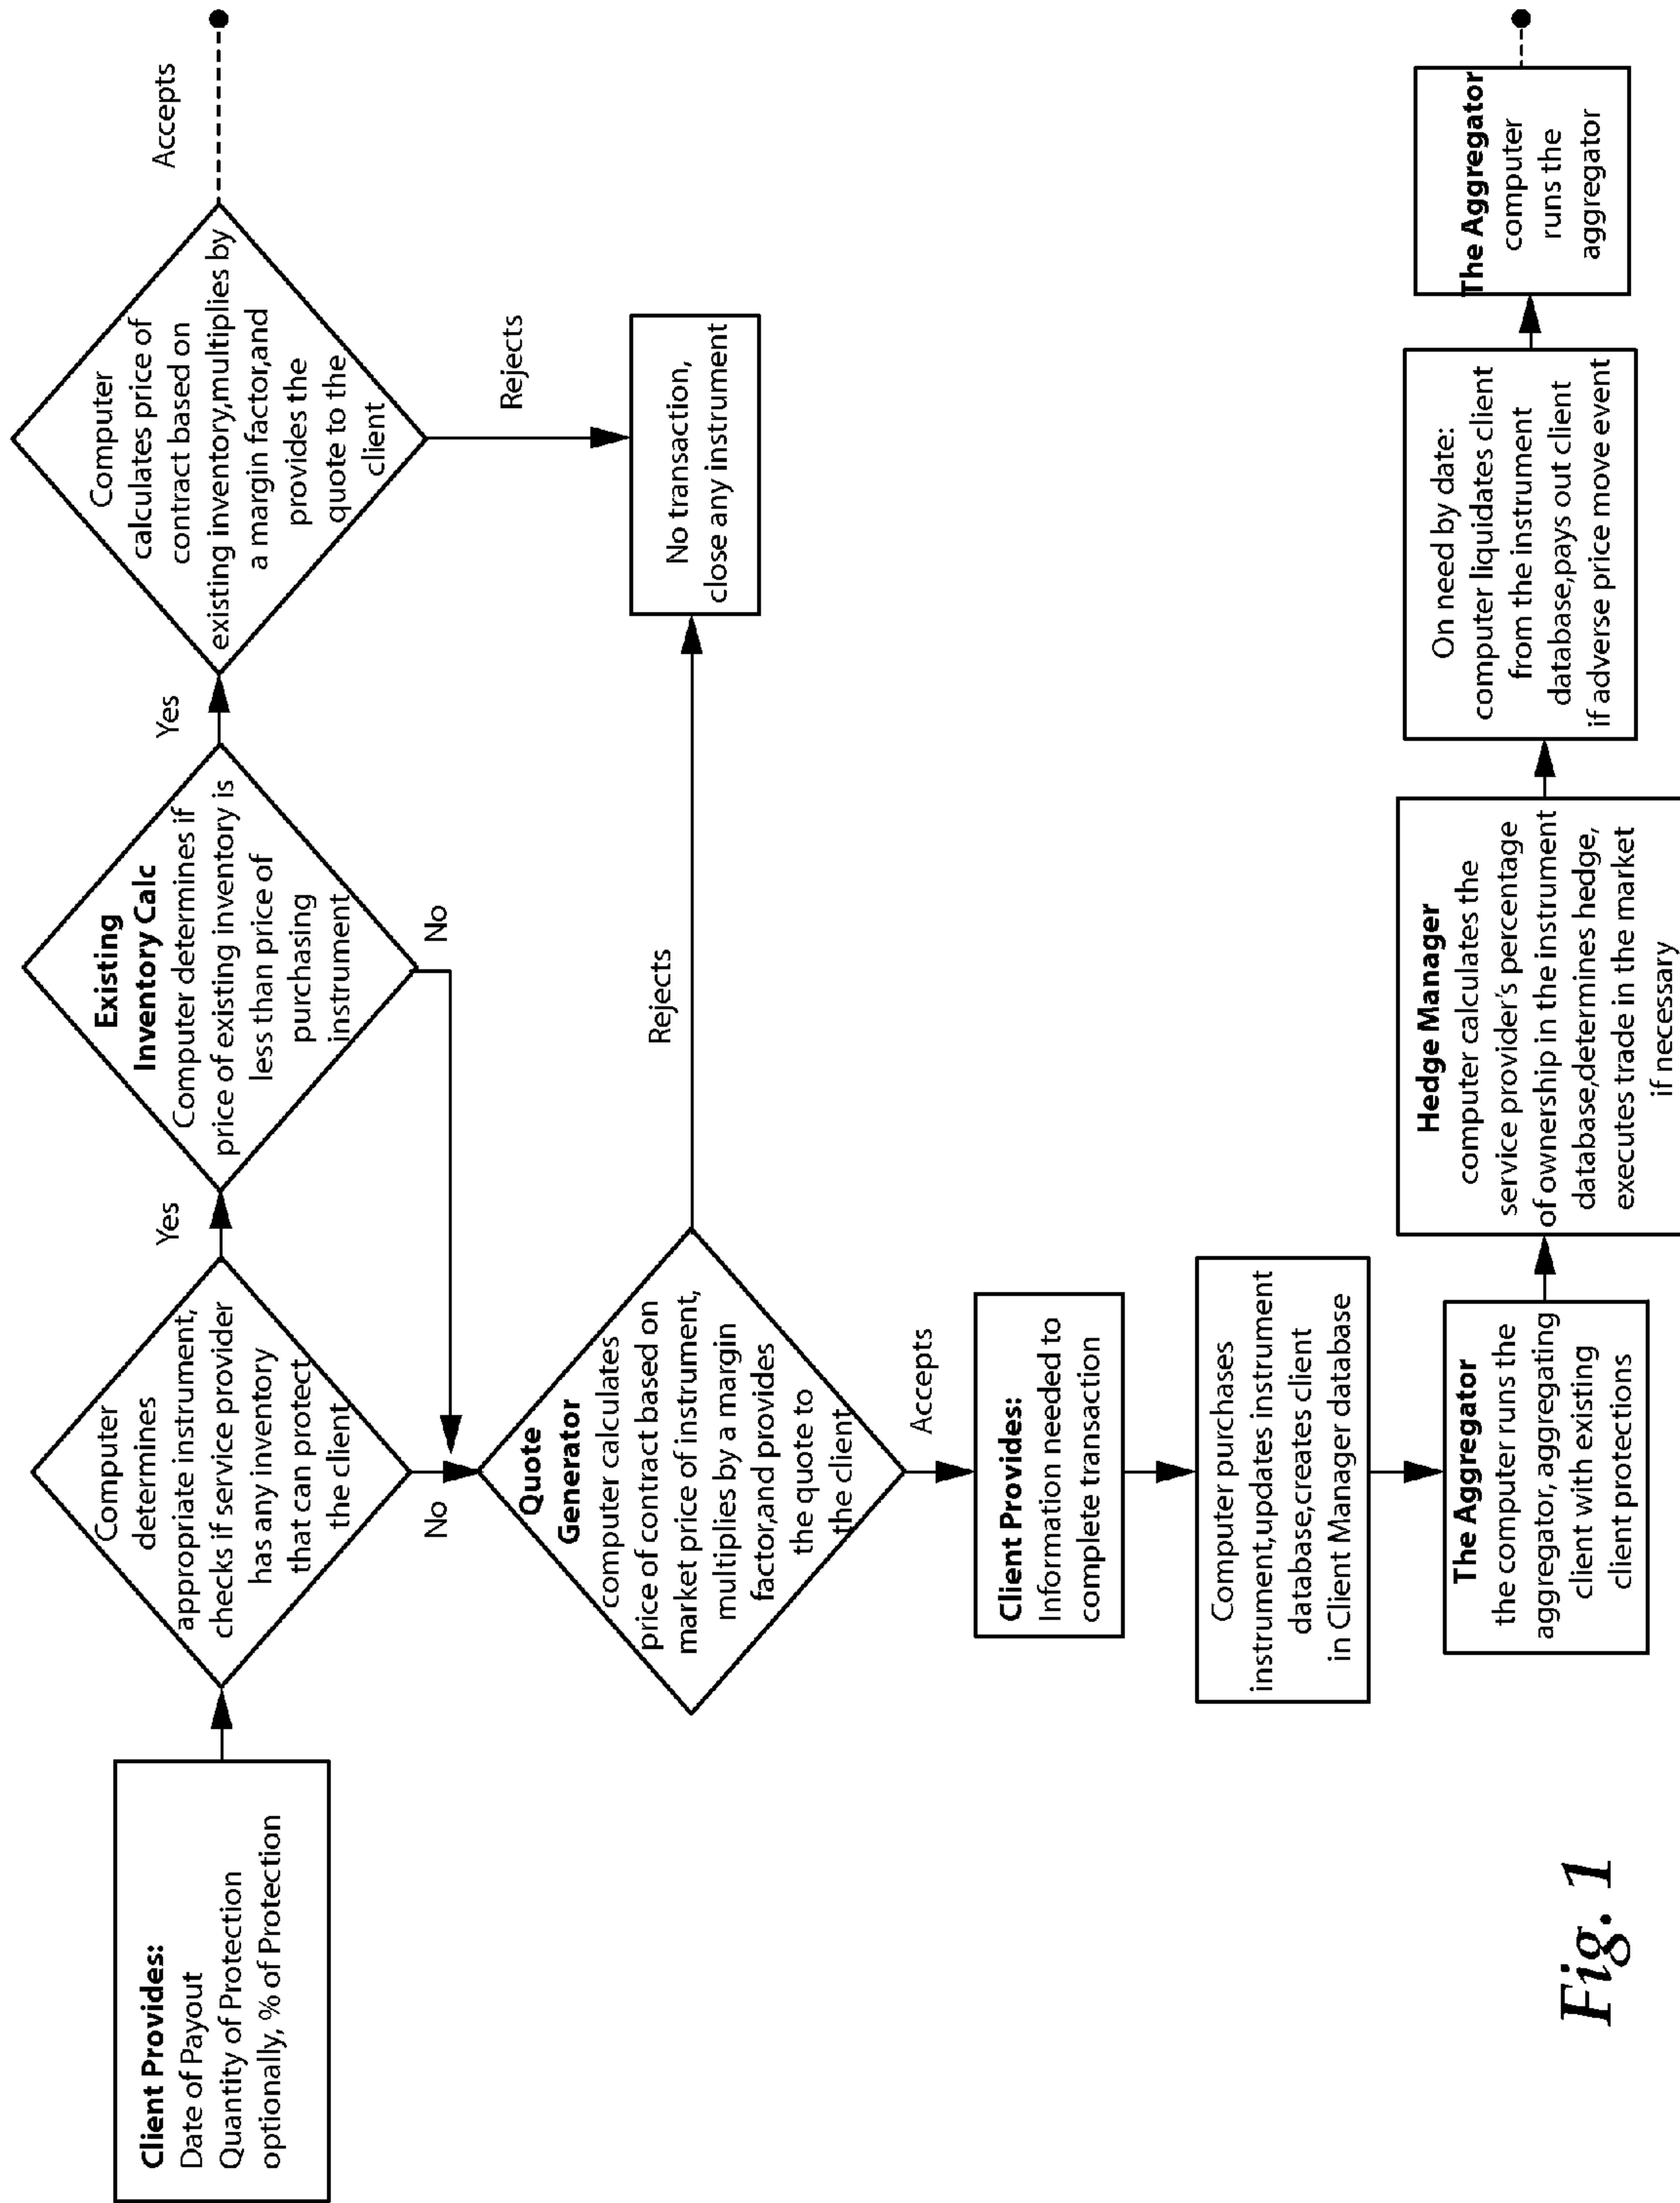 Client Provides:
Date of Payout
Quantity of Protection
optionally, % of Protection
Computer
determines
appropriate instrument,
checks if service provider
has any inventory
that can protect
the client
Yes
No
Existing
Inventory Calc
Computer determines if
price of existing inventory is
less than price of
purchasing
instrument
Yes
No
Computer
calculates price of
contract based on
existing inventory,multiplies by
a margin factor,and
provides the
quote to the
client
Accepts
Rejects
Quote
Generator
computer calculates
price of contract based on
market price of instrument,
multiplies by a margin
factor,and provides
the quote to
the client
Rejects
Accepts
No transaction,
close any instrument
Client Provides:
Information needed to
complete transaction
Computer purchases
instrument,updates instrument
database,creates client
in Client Manager database
The Aggregator
the computer runs the
aggregator, aggregating
client with existing
client protections
Hedge Manager
computer calculates the
service provider's percentage
of ownership in the instrument
database,determines hedge,
executes trade in the market
if necessary
On need by date:
computer liquidates client
from the instrument
database,pays out client
if adverse price move event
The Aggregator
computer
runs the
aggregator
Fig. 1